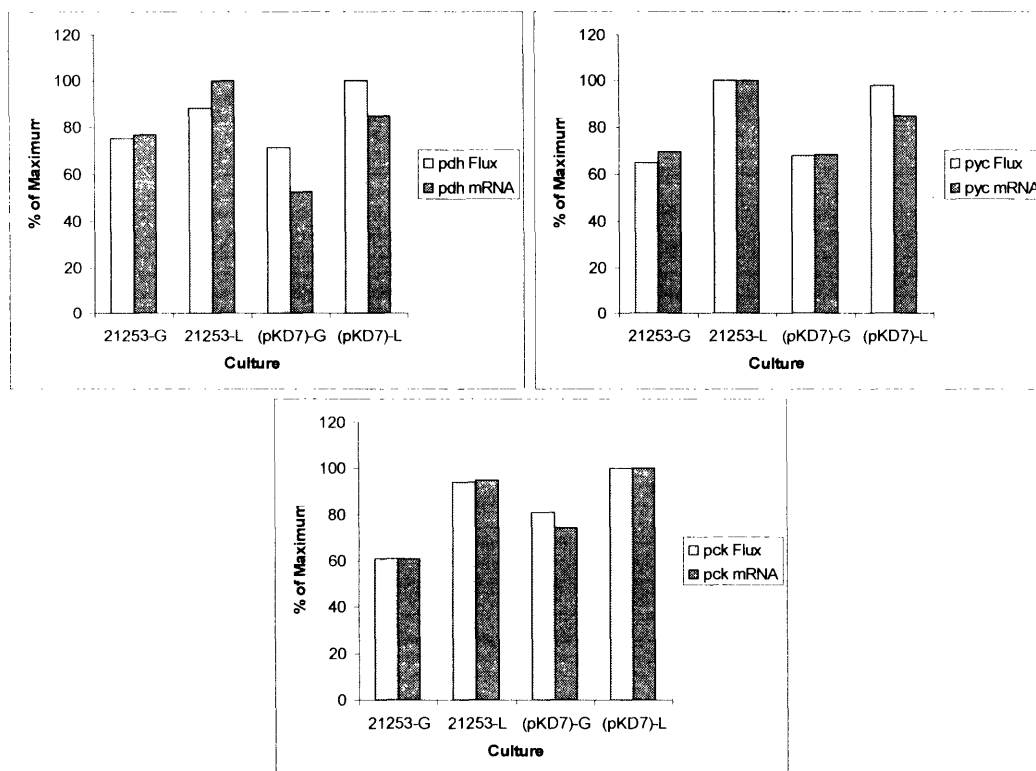 120
100
80
60
40
20
0
% of Maximum
21253-G 21253-L (pKD7)-G (pKD7)-L
Culture
pdh Flux
pdh mRNA
120
100
80
60
40
20
0
% of Maximum
21253-G 21253-L (pKD7)-G (pKD7)-L
Culture
pyc Flux
pyc mRNA
120
100
80
60
40
20
0
% of Maximum
21253-G 21253-L (pKD7)-G (pKD7)-L
Culture
pck Flux
pck mRNA